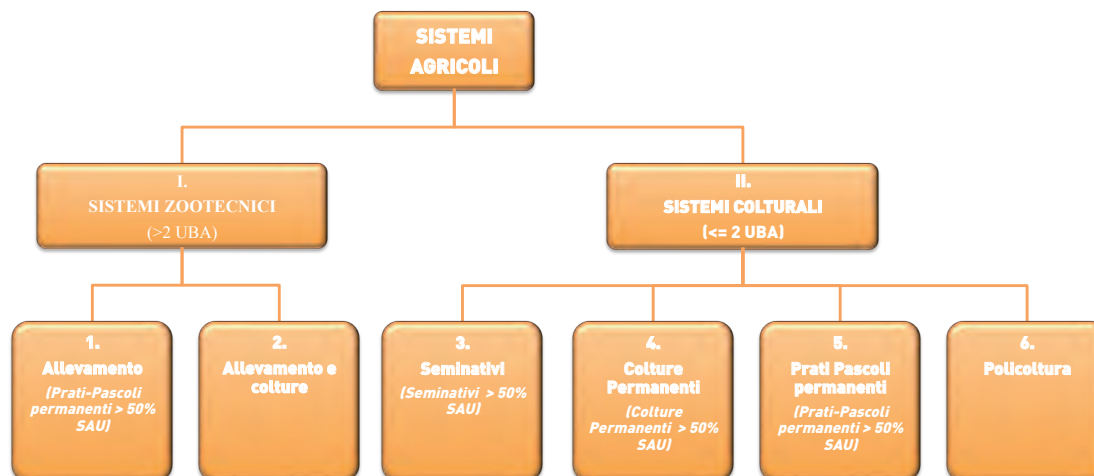 SISTEMI
AGRICOLI
I.
SISTEMI ZOOTECNICI
(>2 UBA)
II.
SISTEMI COLTURALI
(<= 2 UBA)
1.
Allevamento
(Prati-Pascoli
permanenti > 50%
SAU)
2.
Allevamento e
colture
3.
Seminativi
(Seminativi > 50%
SAU)
4.
Colture
Permanenti
(Colture
Permanenti > 50%
SAU)
5.
Prati Pascoli
permanenti
(Prati-Pascoli
permanenti > 50%
SAU)
6.
Policoltura